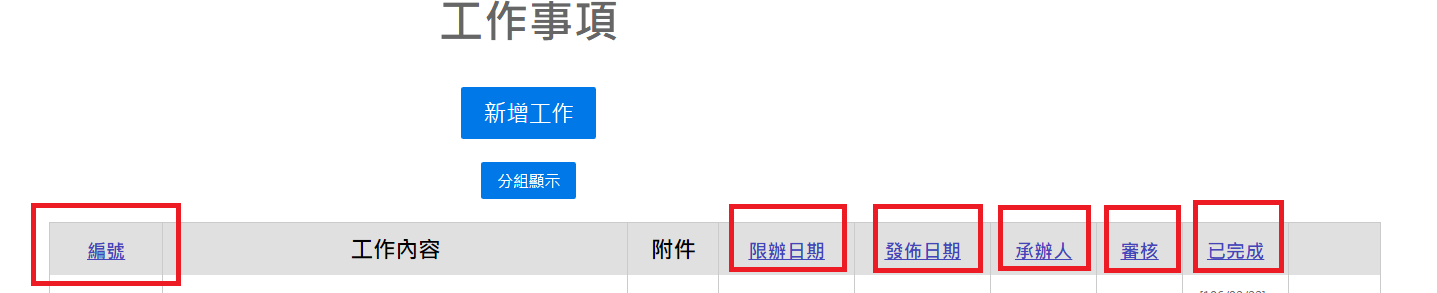 工作事項
新增工作
分組顯示
編號 工作內容 附件 限辦日期 發佈日期 承辦人 審核 已完成